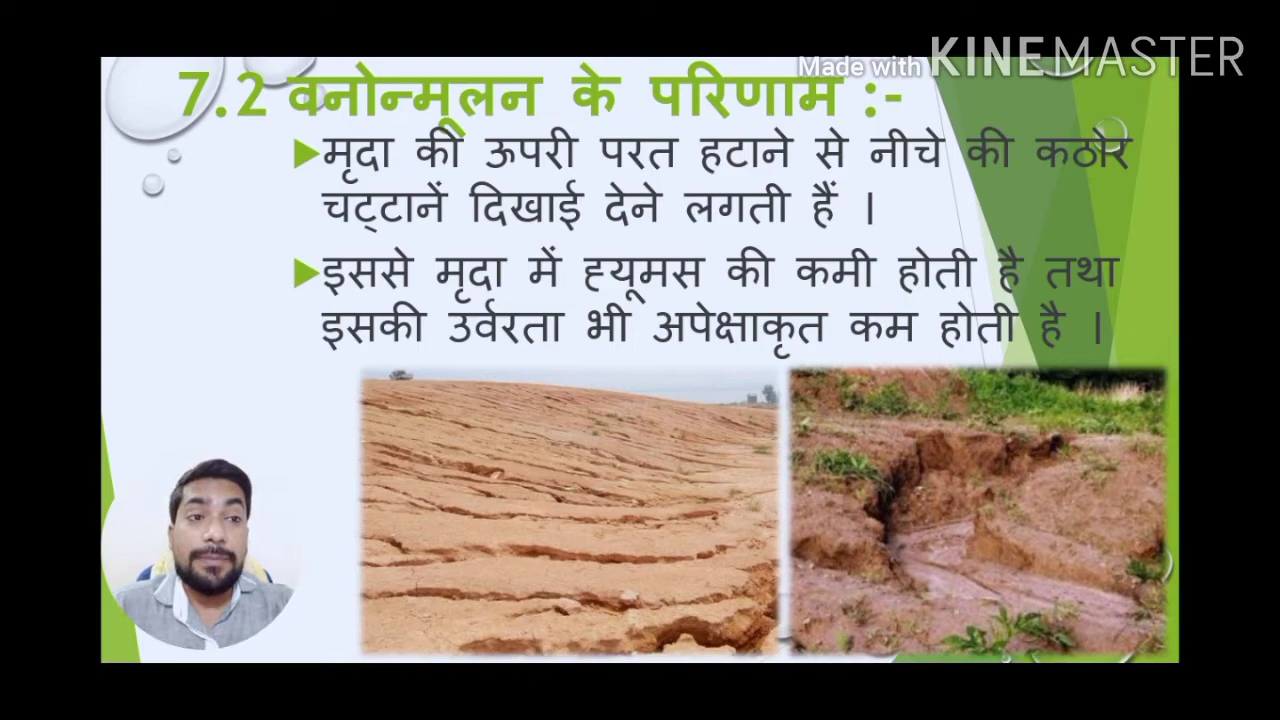 Made with KINEMASTER
7.2 वनोन्मूलन के परिणाम :-
मृदा की ऊपरी परत हटाने से नीचे की कठोर
चट्टानें दिखाई देने लगती हैं ।
इससे मृदा में ह्यूमस की कमी होती है तथा
इसकी उर्वरता भी अपेक्षाकृत कम होती है ।